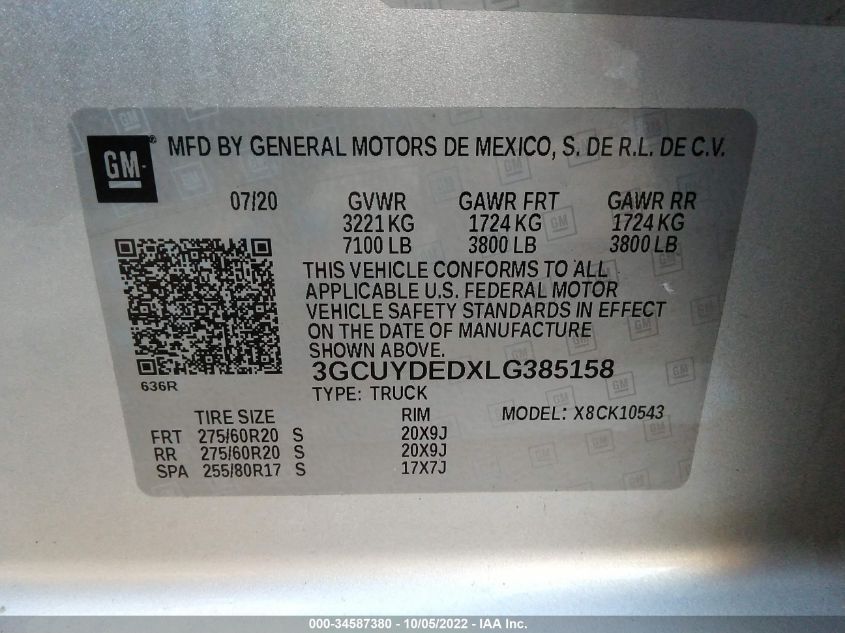 GM ® MFD BY GENERAL MOTORS DE MEXICO, S. DE R.L. DE C.V.
07/20 GVWR GAWR FRT GAWR RR
3221 KG 1724 KG 1724 KG
7100 LB 3800 LB 3800 LB
THIS VEHICLE CONFORMS TO ALL
APPLICABLE U.S. FEDERAL MOTOR
VEHICLE SAFETY STANDARDS IN EFFECT
ON THE DATE OF MANUFACTURE
SHOWN ABOVE.
3GCUYDEDXLG385158
636R
TYPE: TRUCK
TIRE SIZE RIM MODEL: X8CK10543
FRT 275/60R20 S 20X9J
RR 275/60R20 S 20X9J
SPA 255/80R17 S 17X7J
000-34587380 - 10/05/2022 - IAA Inc.